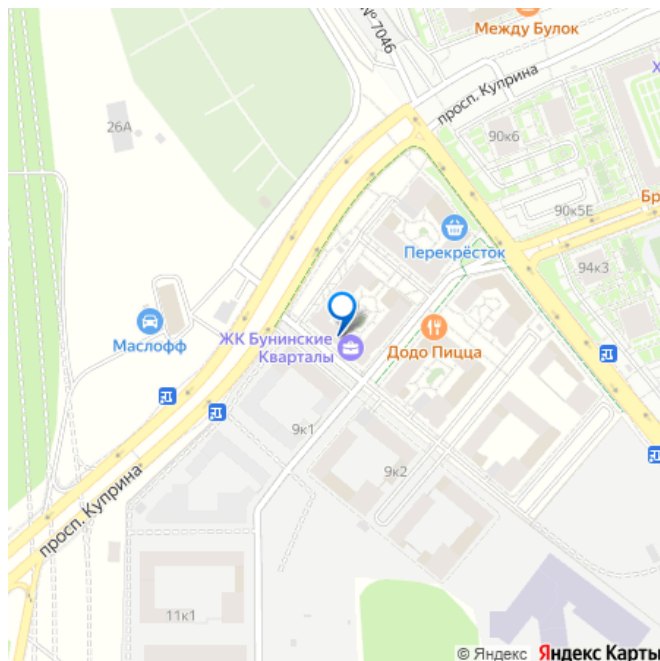 Между Булок
№ 7046
просп. Куприна
26А
90к6
Х
Бр
90к5Е
Перекрёсток
94к3
Маслофф
ЖК Бунинские
Кварталы
Додо Пицца
9к1
9к2
просп. Куприна
11к1
© Яндекс Яндекс Карты